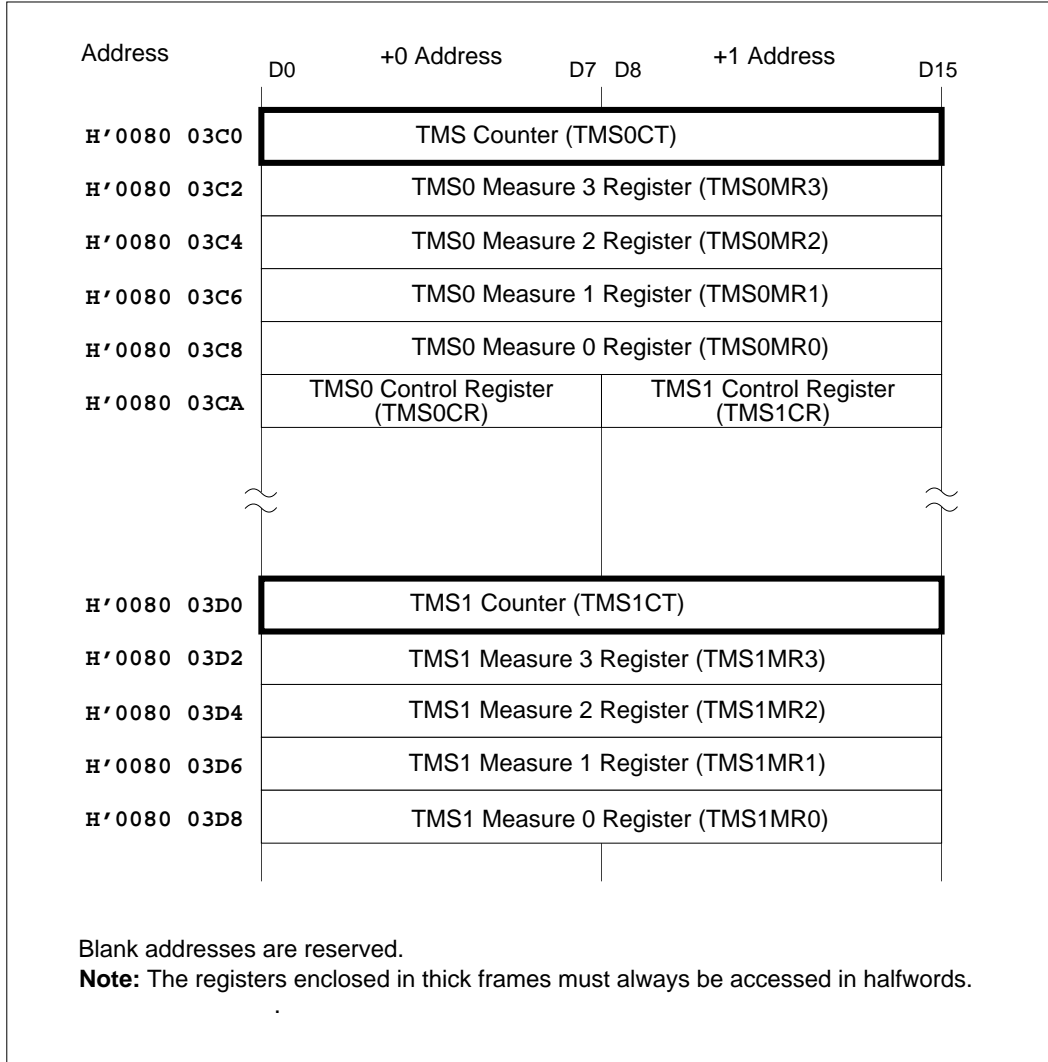 Address
+0 Address
+1 Address
D0
D7
D8
D15
H'0080 03C0
TMS Counter (TMS0CT)
H'0080 03C2
TMS0 Measure 3 Register (TMS0MR3)
H'0080 03C4
TMS0 Measure 2 Register (TMS0MR2)
H'0080 03C6
TMS0 Measure 1 Register (TMS0MR1)
H'0080 03C8
TMS0 Measure 0 Register (TMS0MR0)
H'0080 03CA
TMS0 Control Register
(TMS0CR)
TMS1 Control Register
(TMS1CR)
H'0080 03D0
TMS1 Counter (TMS1CT)
H'0080 03D2
TMS1 Measure 3 Register (TMS1MR3)
H'0080 03D4
TMS1 Measure 2 Register (TMS1MR2)
H'0080 03D6
TMS1 Measure 1 Register (TMS1MR1)
H'0080 03D8
TMS1 Measure 0 Register (TMS1MR0)
Blank addresses are reserved.
Note: The registers enclosed in thick frames must always be accessed in halfwords.
.